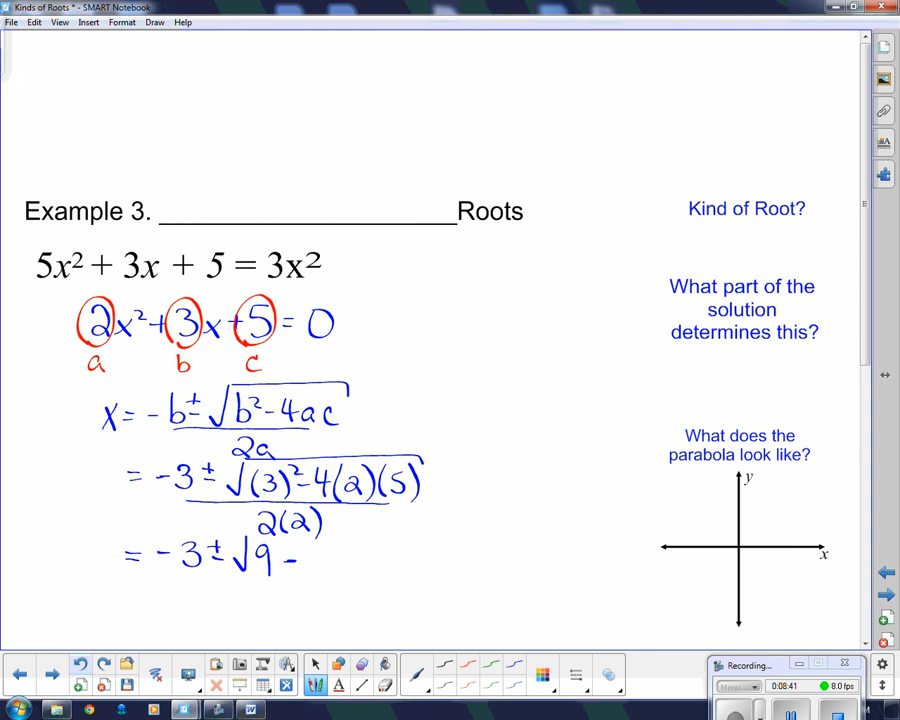 Kinds of Roots * - SMART Notebook
File Edit View Insert Format Draw Help
Example 3. ____________________Roots
5x² + 3x + 5 = 3x²
2x² + 3x + 5 = 0
a b c
x = -b ± √b² - 4ac
2a
= -3 ± √(3)² - 4(2)(5)
2(2)
= -3 ± √9 -
Kind of Root?
What part of the
solution
determines this?
What does the
parabola look like?
y
x
Recording...
Menu
0:08:41
8.0 fps